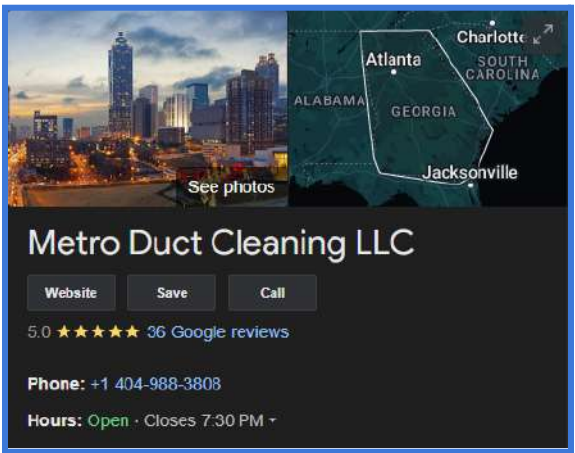 Charlotte
Atlanta
SOUTH
CAROLINA
ALABAMA
GEORGIA
See photos
Jacksonville
Metro Duct Cleaning LLC
Website Save Call
5.0 ★★★★★ 36 Google reviews
Phone: +1 404-988-3808
Hours: Open · Closes 7:30 PM